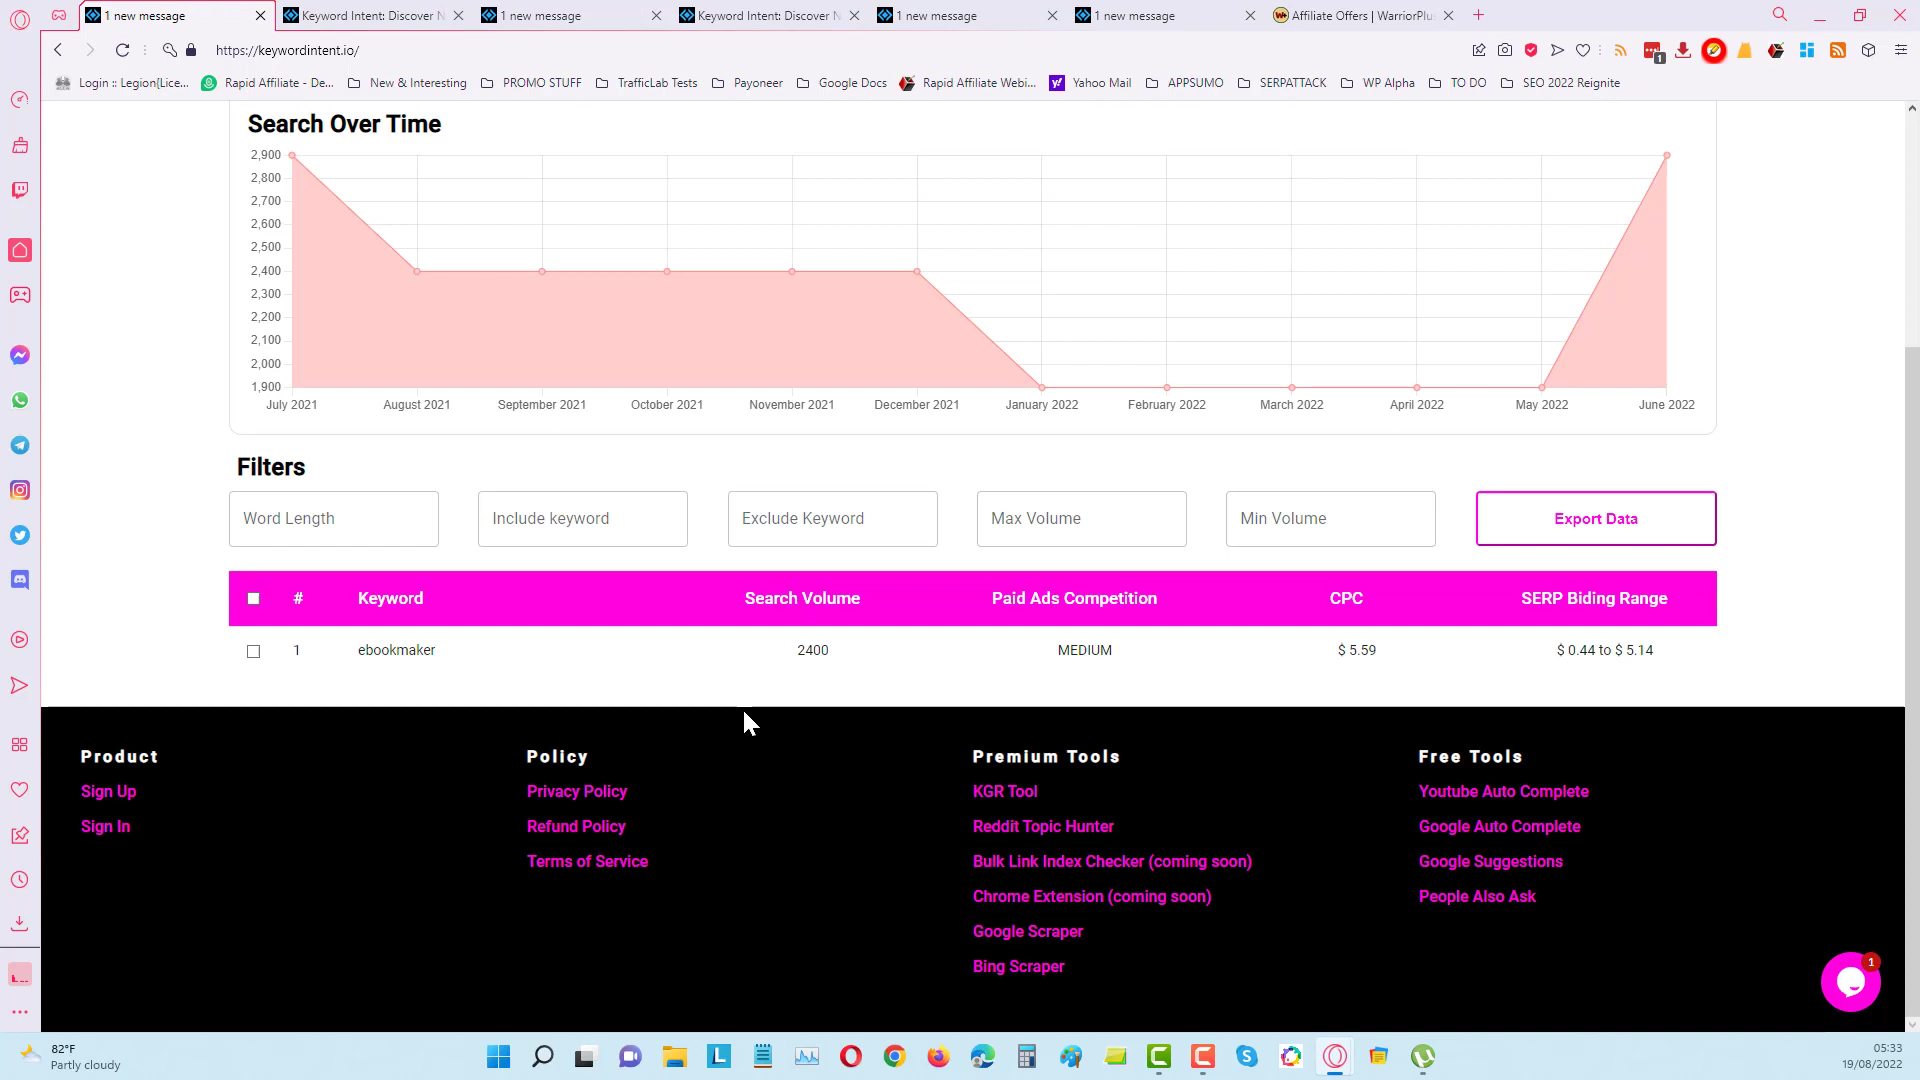 1 new message
Keyword Intent: Discover N
1 new message
Keyword Intent: Discover N
1 new message
1 new message
Affiliate Offers | WarriorPlus
https://keywordintent.io/
1
Login :: Legion{Lice...
Rapid Affiliate - De...
New & Interesting
PROMO STUFF
TrafficLab Tests
Payoneer
Google Docs
Rapid Affiliate Webi...
Yahoo Mail
APPSUMO
SERPATTACK
WP Alpha
TO DO
SEO 2022 Reignite
Search Over Time
2,900
2,800
2,700
2,600
2,500
2,400
2,300
2,200
2,100
2,000
1,900
July 2021 August 2021 September 2021 October 2021 November 2021 December 2021 January 2022 February 2022 March 2022 April 2022 May 2022 June 2022
Filters
Word Length Include keyword Exclude Keyword Max Volume Min Volume Export Data
# Keyword Search Volume Paid Ads Competition CPC SERP Biding Range
1 ebookmaker 2400 MEDIUM $ 5.59 $ 0.44 to $ 5.14
Product
Sign Up
Sign In
Policy
Privacy Policy
Refund Policy
Terms of Service
Premium Tools
KGR Tool
Reddit Topic Hunter
Bulk Link Index Checker (coming soon)
Chrome Extension (coming soon)
Google Scraper
Bing Scraper
Free Tools
Youtube Auto Complete
Google Auto Complete
Google Suggestions
People Also Ask
1
82°F
Partly cloudy
05:33
19/08/2022